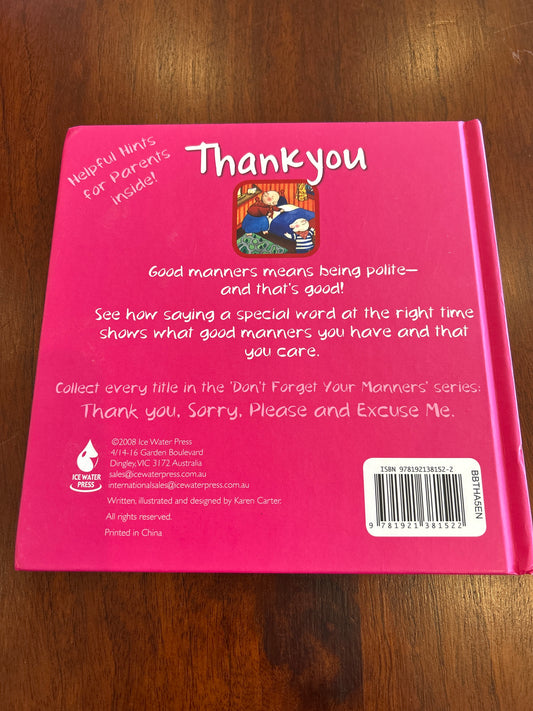 Helpful Hints
for Parents
inside!
Thank you
Good manners means being polite—
and that's good!
See how saying a special word at the right time
shows what good manners you have and that
you care.
Collect every title in the 'Don't Forget Your Manners' series:
Thank you, Sorry, Please and Excuse Me.
©2008 Ice Water Press
4/14-16 Garden Boulevard
Dingley, VIC 3172 Australia
sales@icewaterpress.com.au
internationalsales@icewaterpress.com.au
ICE WATER
PRESS
Written, illustrated and designed by Karen Carter.
All rights reserved.
Printed in China
ISBN 978192138152-2
9 781921 381522
BBTHA5EN